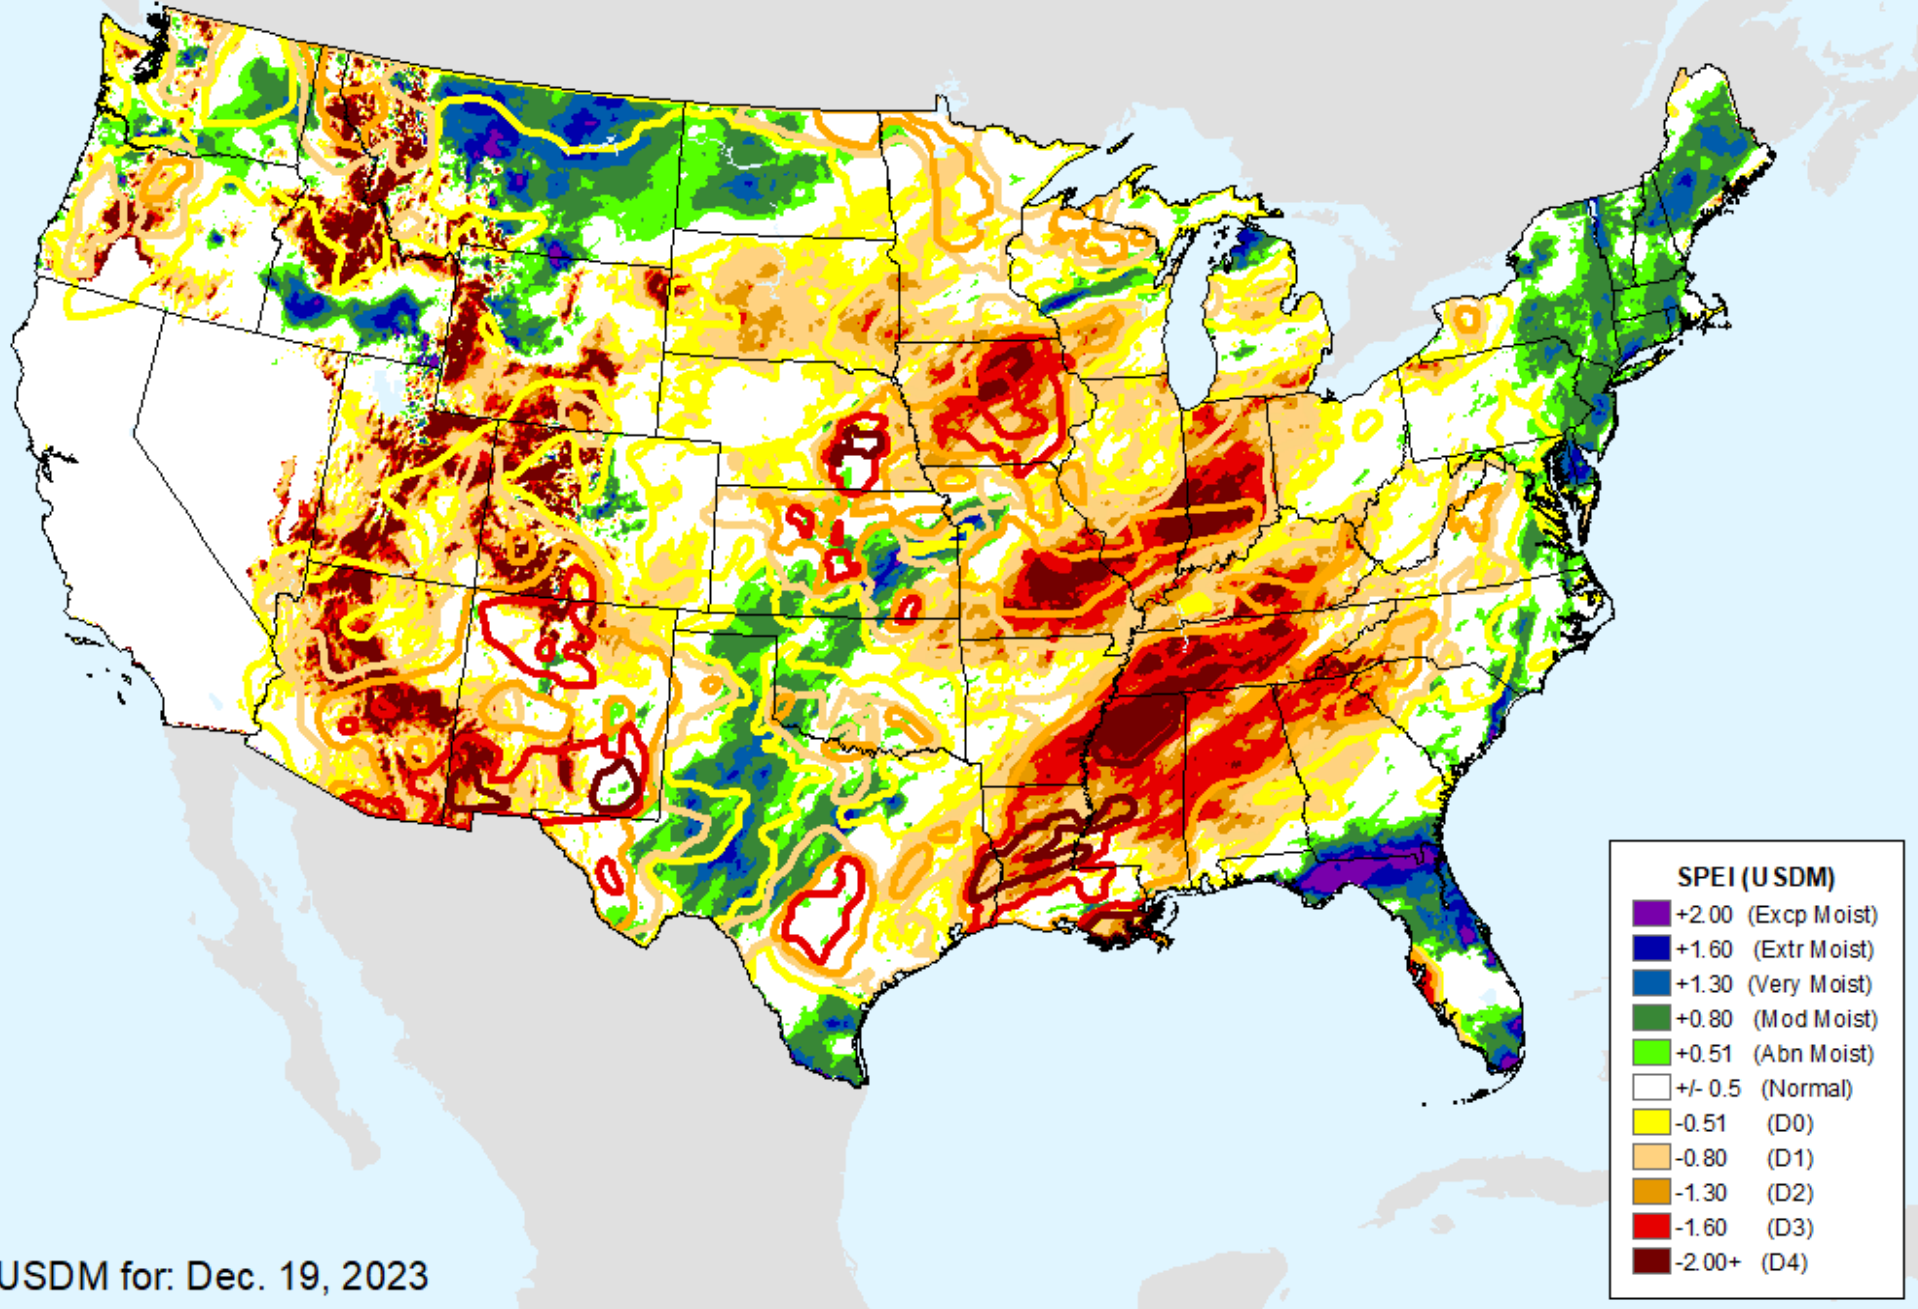 SPEI (USDM)
+2.00 (Excp Moist)
+1.60 (Extr Moist)
+1.30 (Very Moist)
+0.80 (Mod Moist)
+0.51 (Abn Moist)
+/- 0.5 (Normal)
-0.51 (D0)
-0.80 (D1)
-1.30 (D2)
-1.60 (D3)
-2.00+ (D4)
USDM for: Dec. 19, 2023